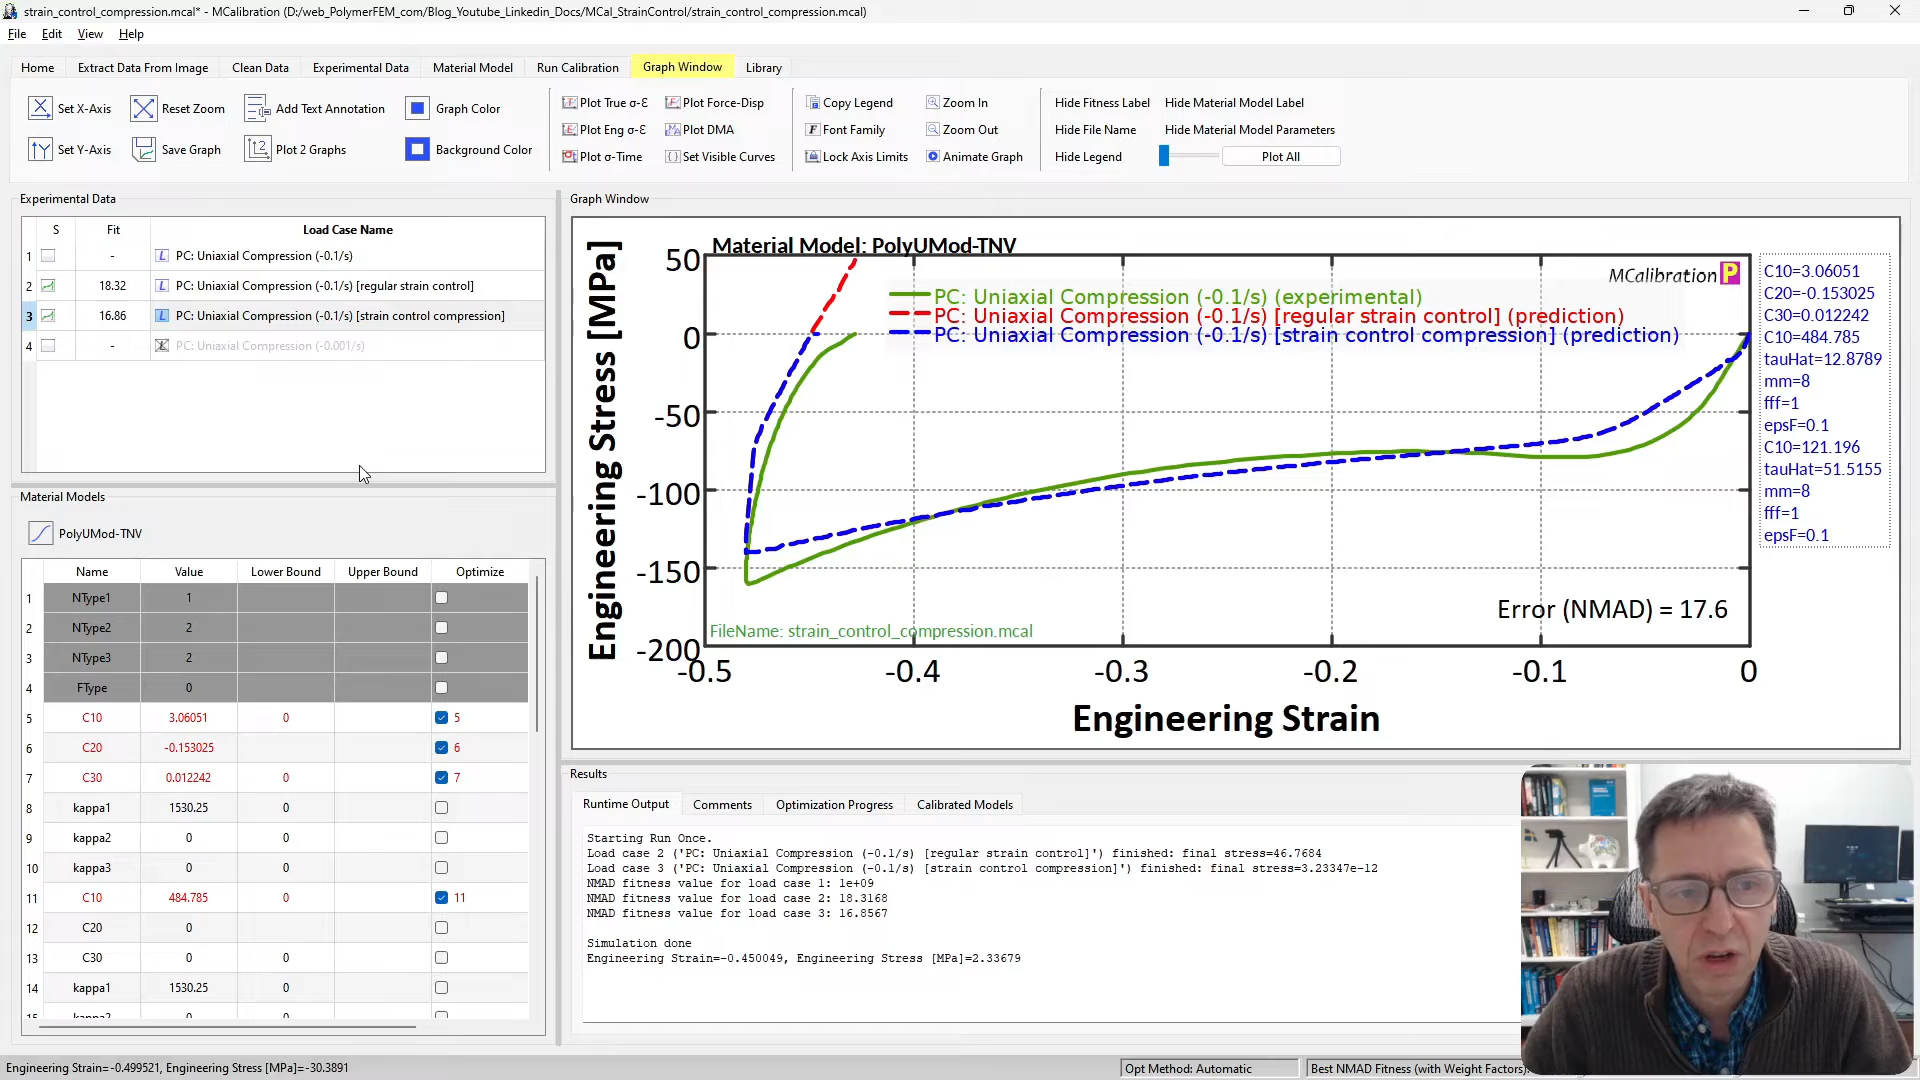 strain_control_compression.mcal* - MCalibration (D:/web_PolymerFEM_com/Blog_Youtube_Linkedin_Docs/MCal_StrainControl/strain_control_compression.mcal)
File Edit View Help
Home Extract Data From Image Clean Data Experimental Data Material Model Run Calibration Graph Window Library
Set X-Axis Reset Zoom Add Text Annotation Graph Color
Set Y-Axis Save Graph Plot 2 Graphs Background Color
Plot True σ-Ɛ Plot Force-Disp Copy Legend Zoom In Hide Fitness Label Hide Material Model Label
Plot Eng σ-Ɛ Plot DMA Font Family Zoom Out Hide File Name Hide Material Model Parameters
Plot σ-Time Set Visible Curves Lock Axis Limits Animate Graph Hide Legend Plot All
Experimental Data
S Fit Load Case Name
1 - L PC: Uniaxial Compression (-0.1/s)
2 18.32 L PC: Uniaxial Compression (-0.1/s) [regular strain control]
3 16.86 L PC: Uniaxial Compression (-0.1/s) [strain control compression]
4 - PC: Uniaxial Compression (-0.001/s)
Material Models
PolyUMod-TNV
Name Value Lower Bound Upper Bound Optimize
1 NType1 1
2 NType2 2
3 NType3 2
4 FType 0
5 C10 3.06051 0 5
6 C20 -0.153025 6
7 C30 0.012242 0 7
8 kappa1 1530.25 0
9 kappa2 0 0
10 kappa3 0 0
11 C10 484.785 0 11
12 C20 0
13 C30 0 0
14 kappa1 1530.25 0
15 kappa2 0 0
Graph Window
Material Model: PolyUMod-TNV
MCalibration P
PC: Uniaxial Compression (-0.1/s) (experimental)
PC: Uniaxial Compression (-0.1/s) [regular strain control] (prediction)
PC: Uniaxial Compression (-0.1/s) [strain control compression] (prediction)
Engineering Stress [MPa]
50
0
-50
-100
-150
-200
Error (NMAD) = 17.6
FileName: strain_control_compression.mcal
-0.5 -0.4 -0.3 -0.2 -0.1 0
Engineering Strain
C10=3.06051
C20=-0.153025
C30=0.012242
C10=484.785
tauHat=12.8789
mm=8
fff=1
epsF=0.1
C10=121.196
tauHat=51.5155
mm=8
fff=1
epsF=0.1
Results
Runtime Output Comments Optimization Progress Calibrated Models
Starting Run Once.
Load case 2 ('PC: Uniaxial Compression (-0.1/s) [regular strain control]') finished: final stress=46.7684
Load case 3 ('PC: Uniaxial Compression (-0.1/s) [strain control compression]') finished: final stress=3.23347e-12
NMAD fitness value for load case 1: 1e+09
NMAD fitness value for load case 2: 18.3168
NMAD fitness value for load case 3: 16.8567
Simulation done
Engineering Strain=-0.450049, Engineering Stress [MPa]=2.33679
Engineering Strain=-0.499521, Engineering Stress [MPa]=-30.3891
Opt Method: Automatic
Best NMAD Fitness (with Weight Factors):